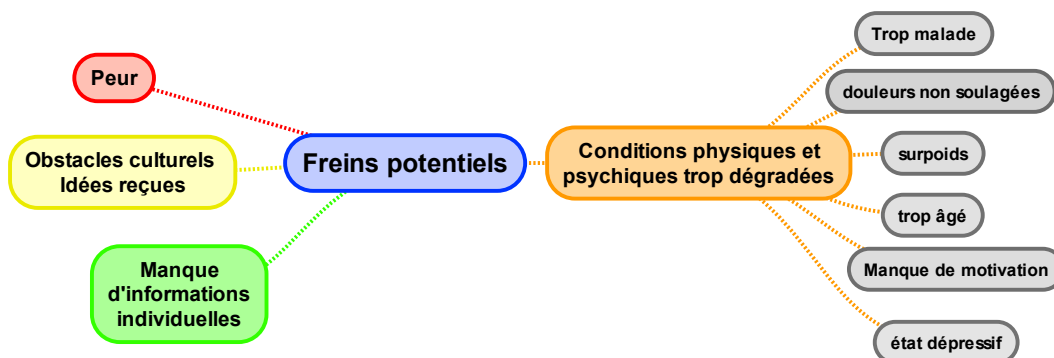 Peur
Obstacles culturels
Idées reçues
Manque
d'informations
individuelles
Freins potentiels
Conditions physiques et
psychiques trop dégradées
Trop malade
douleurs non soulagées
surpoids
trop âgé
Manque de motivation
état dépressif